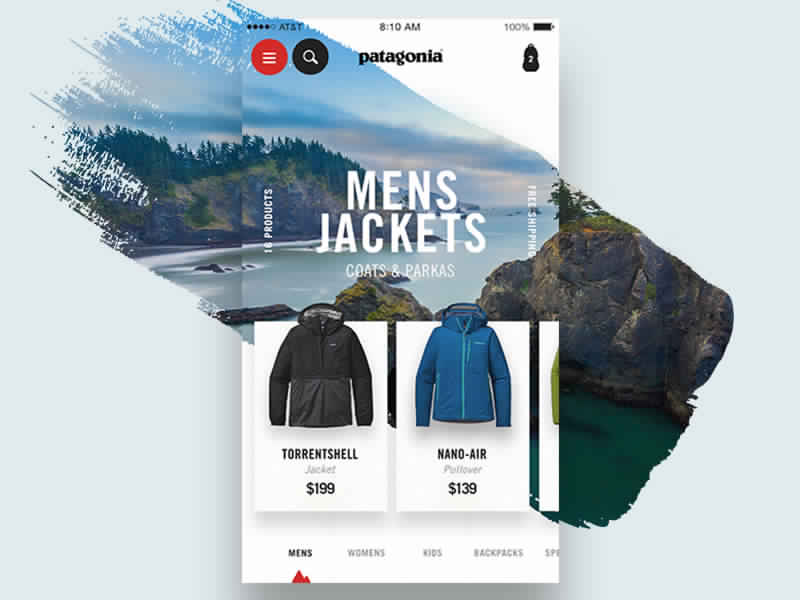 AT&T 8:10 AM 100%
patagonia
2
16 PRODUCTS
MENS
JACKETS
COATS & PARKAS
FREE SHIPPING
TORRENTSHELL
Jacket
$199
NANO-AIR
Pullover
$139
MENS WOMENS KIDS BACKPACKS SP